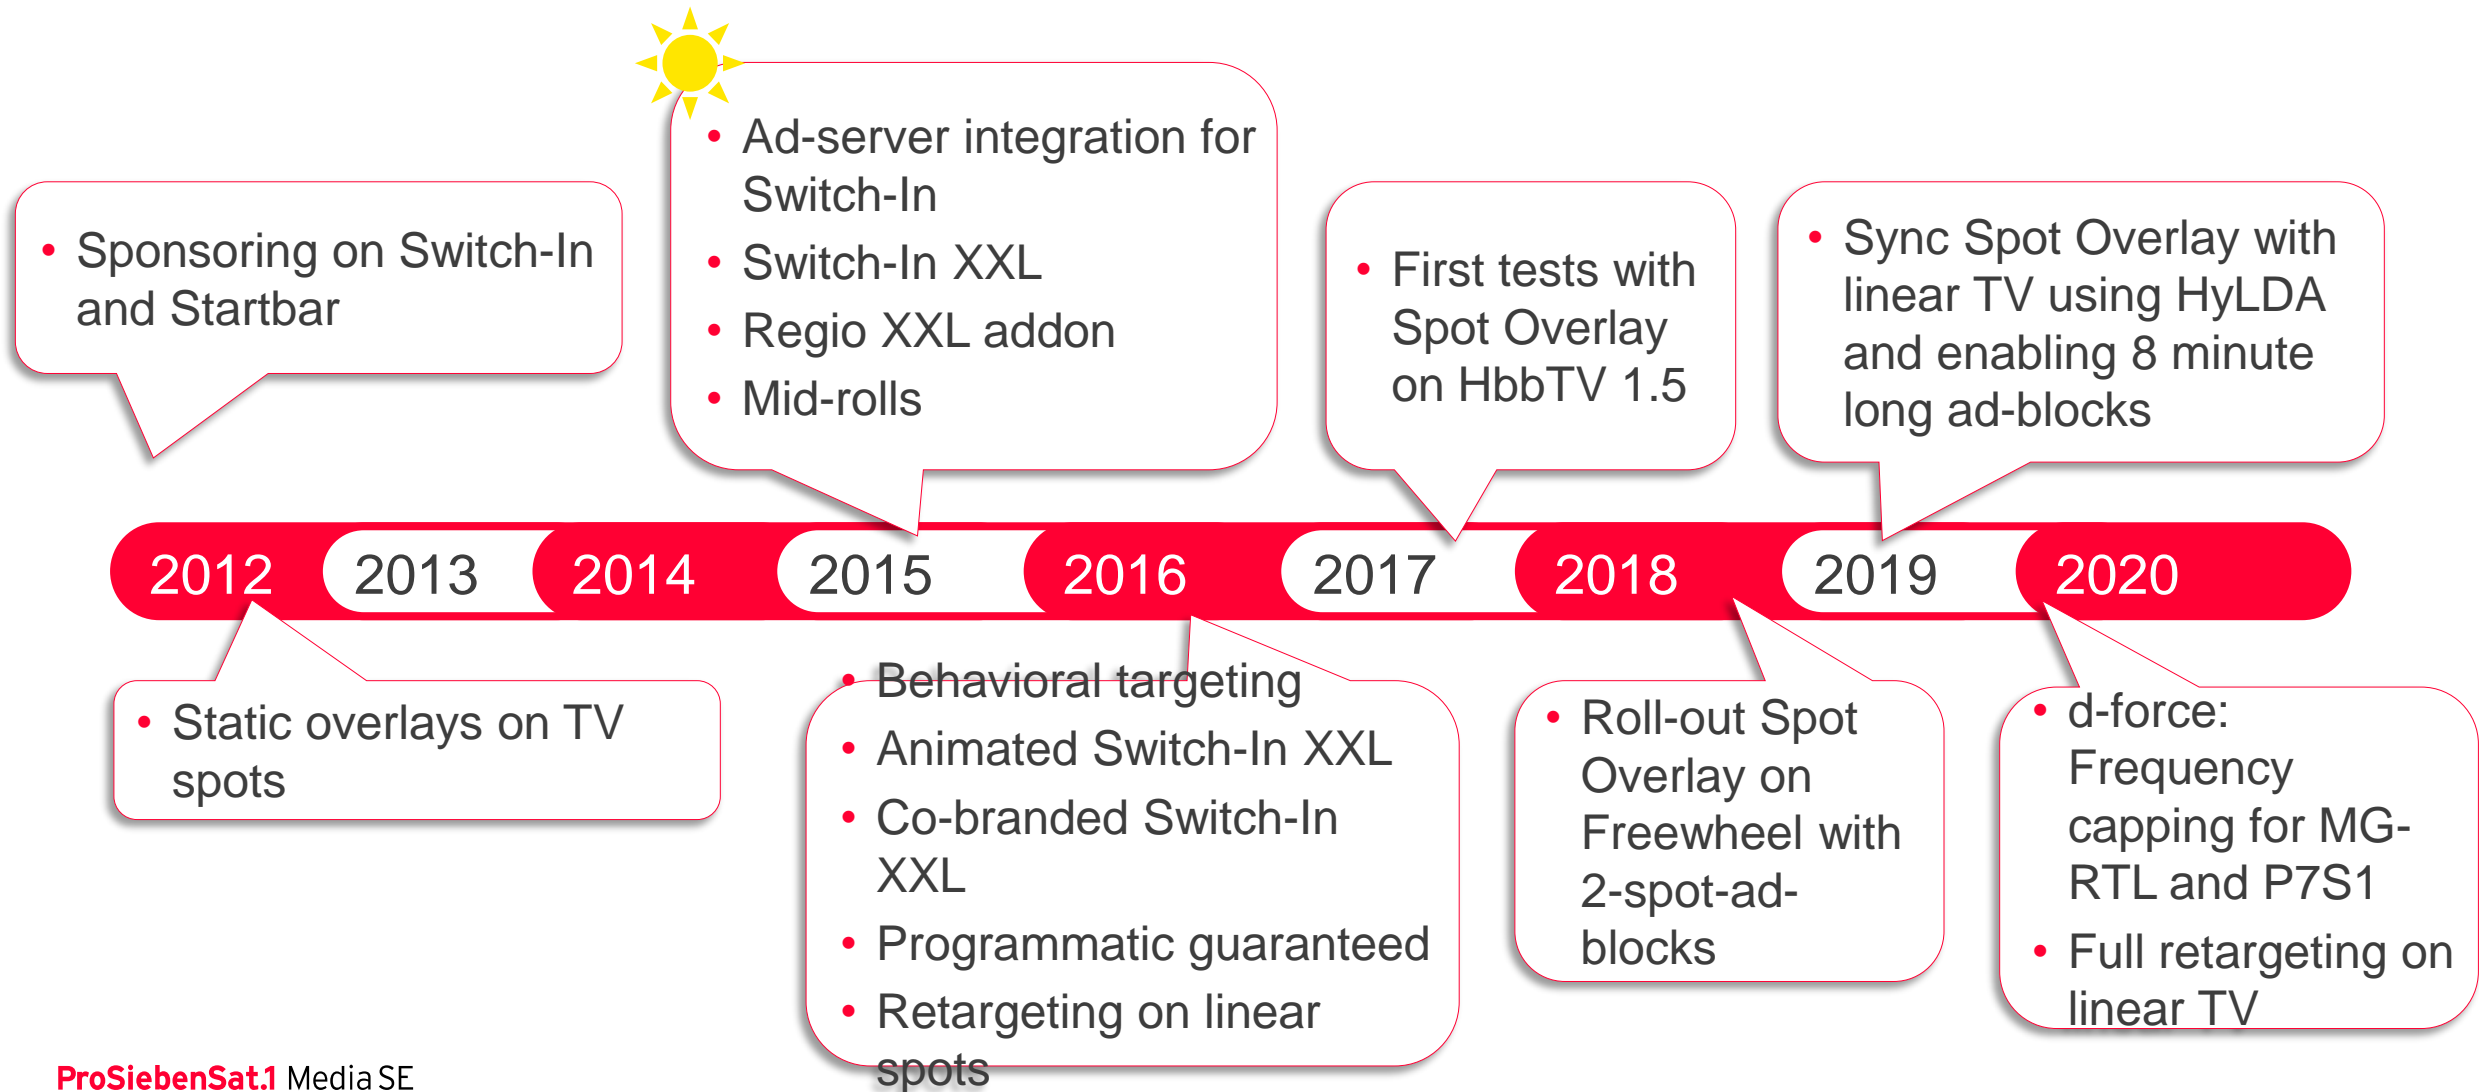 • Sponsoring on Switch-In
and Startbar
• Ad-server integration for
Switch-In
• Switch-In XXL
• Regio XXL addon
• Mid-rolls
• First tests with
Spot Overlay
on HbbTV 1.5
• Sync Spot Overlay with
linear TV using HyLDA
and enabling 8 minute
long ad-blocks
2012 2013 2014 2015 2016 2017 2018 2019 2020
• Static overlays on TV
spots
• Behavioral targeting
• Animated Switch-In XXL
• Co-branded Switch-In
XXL
• Programmatic guaranteed
• Retargeting on linear
spots
• Roll-out Spot
Overlay on
Freewheel with
2-spot-ad-
blocks
• d-force:
Frequency
capping for MG-
RTL and P7S1
• Full retargeting on
linear TV
ProSiebenSat.1 Media SE